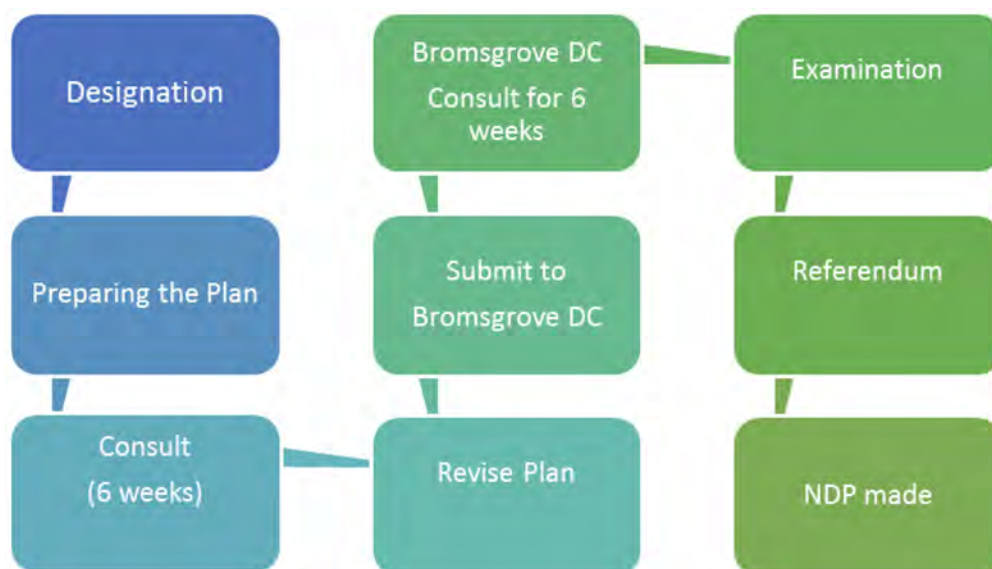 Designation
Preparing the Plan
Consult
(6 weeks)
Revise Plan
Submit to
Bromsgrove DC
Bromsgrove DC
Consult for 6
weeks
Examination
Referendum
NDP made